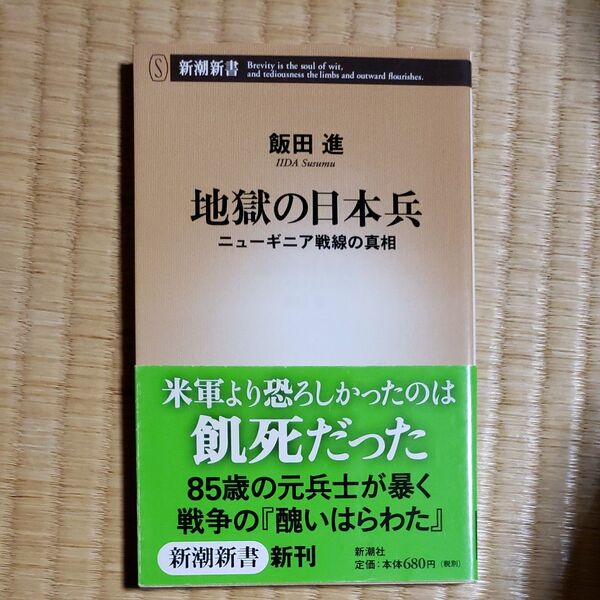 S
新潮新書
Brevity is the soul of wit,
and tediousness the limbs and outward flourishes.
飯田 進
IIDA Susumu
地獄の日本兵
ニューギニア戦線の真相
米軍より恐ろしかったのは
飢死だった
85歳の元兵士が暴く
戦争の『醜いはらわた』
新潮新書 新刊
新潮社
定価:本体680円(税別)